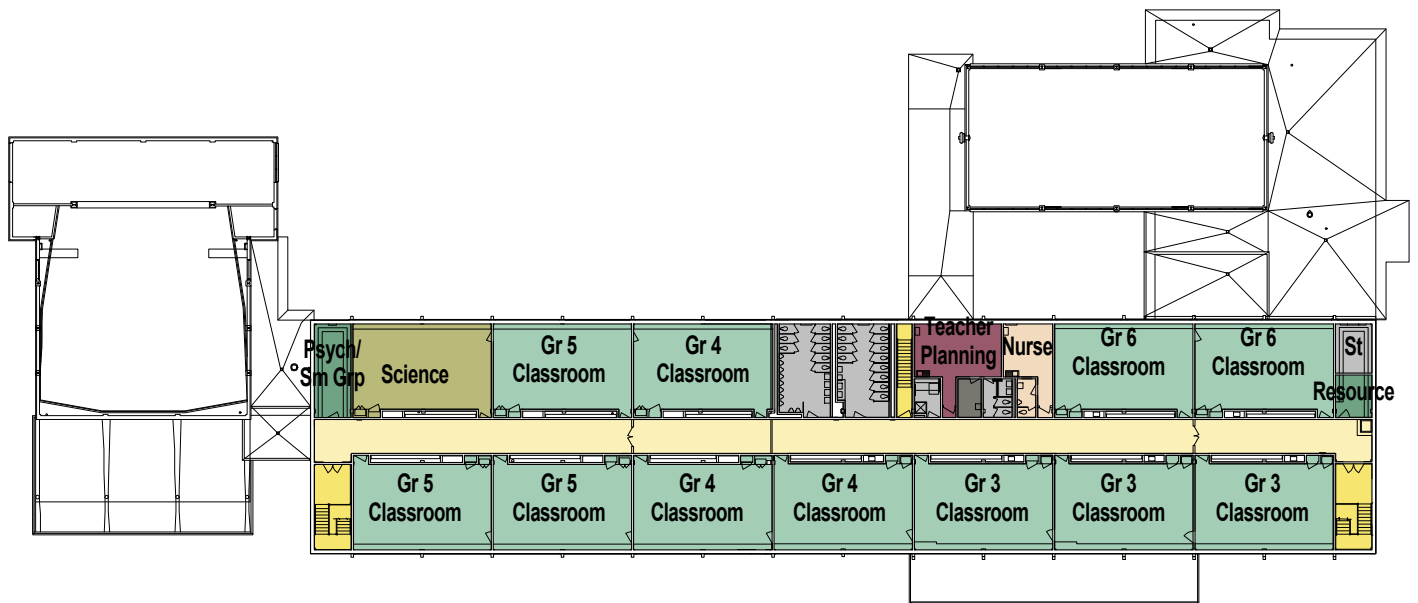 Psych/
Sm Grp
Science
Gr 5
Classroom
Gr 4
Classroom
Teacher
Planning
Nurse
T
Gr 6
Classroom
Gr 6
Classroom
St
Resource
Gr 5
Classroom
Gr 5
Classroom
Gr 4
Classroom
Gr 4
Classroom
Gr 3
Classroom
Gr 3
Classroom
Gr 3
Classroom